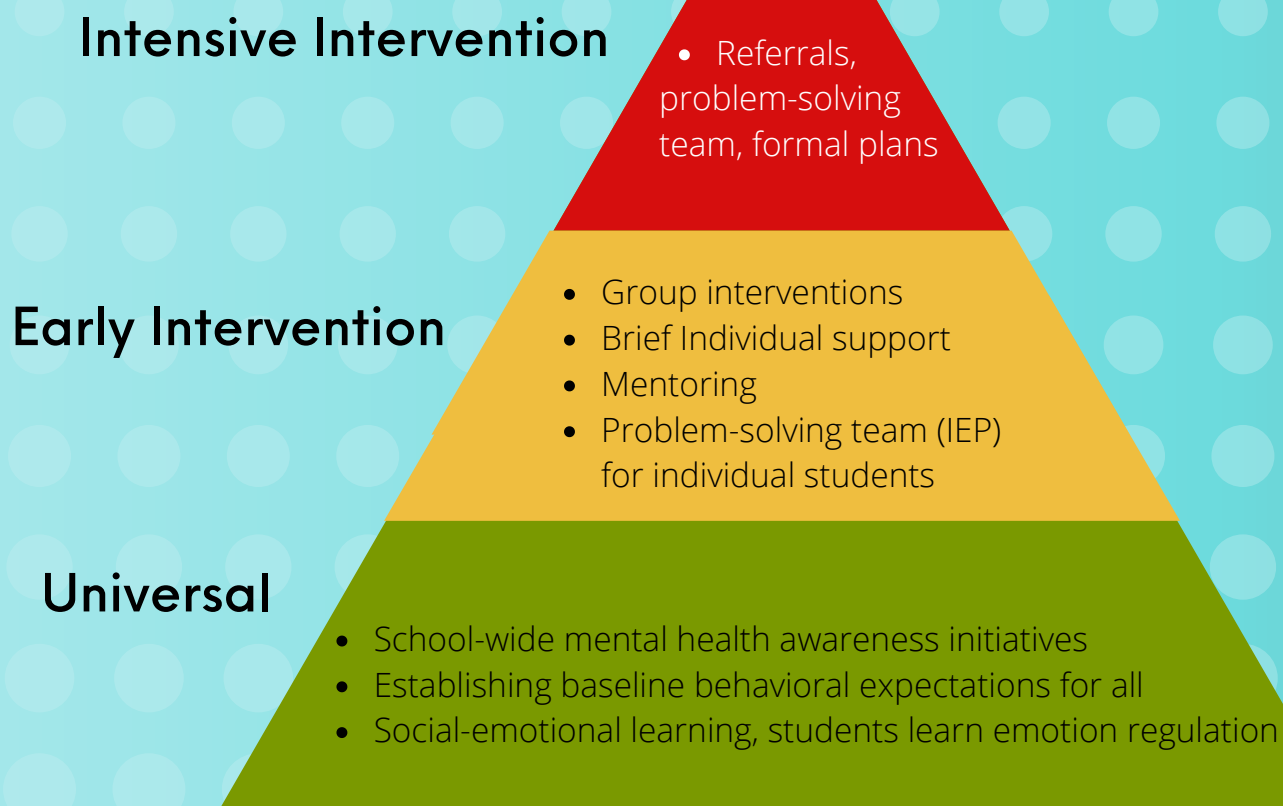 Intensive Intervention
• Referrals,
problem-solving
team, formal plans
Early Intervention
• Group interventions
• Brief Individual support
• Mentoring
• Problem-solving team (IEP)
for individual students
Universal
• School-wide mental health awareness initiatives
• Establishing baseline behavioral expectations for all
• Social-emotional learning, students learn emotion regulation